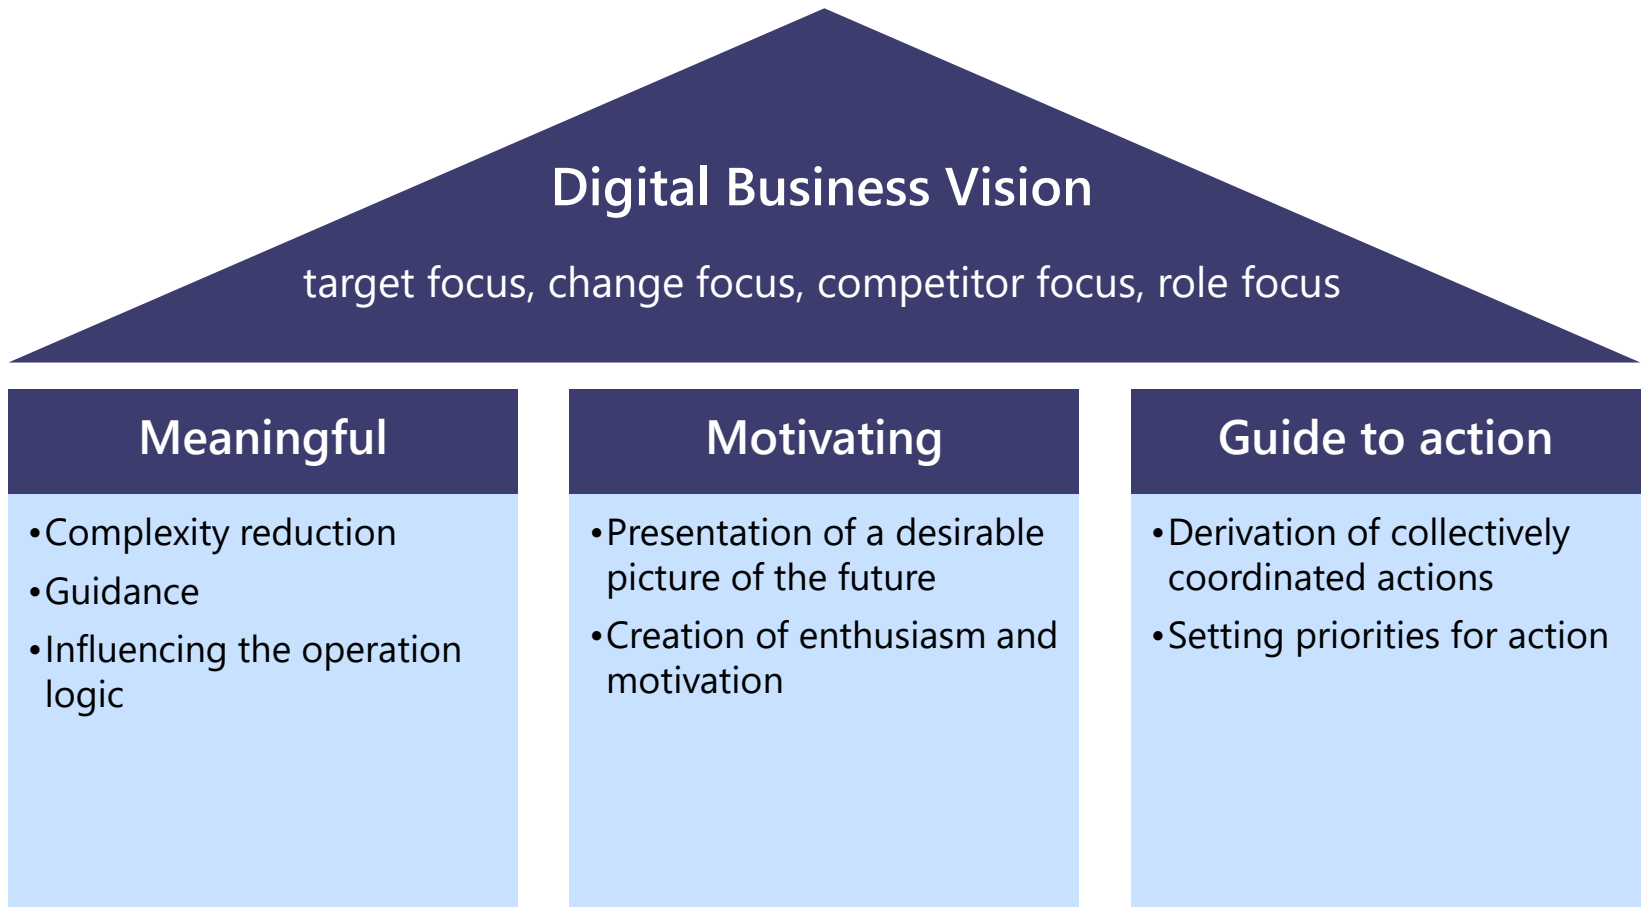 Digital Business Vision
target focus, change focus, competitor focus, role focus
Meaningful
•Complexity reduction
•Guidance
•Influencing the operation
logic
Motivating
•Presentation of a desirable
picture of the future
•Creation of enthusiasm and
motivation
Guide to action
•Derivation of collectively
coordinated actions
•Setting priorities for action